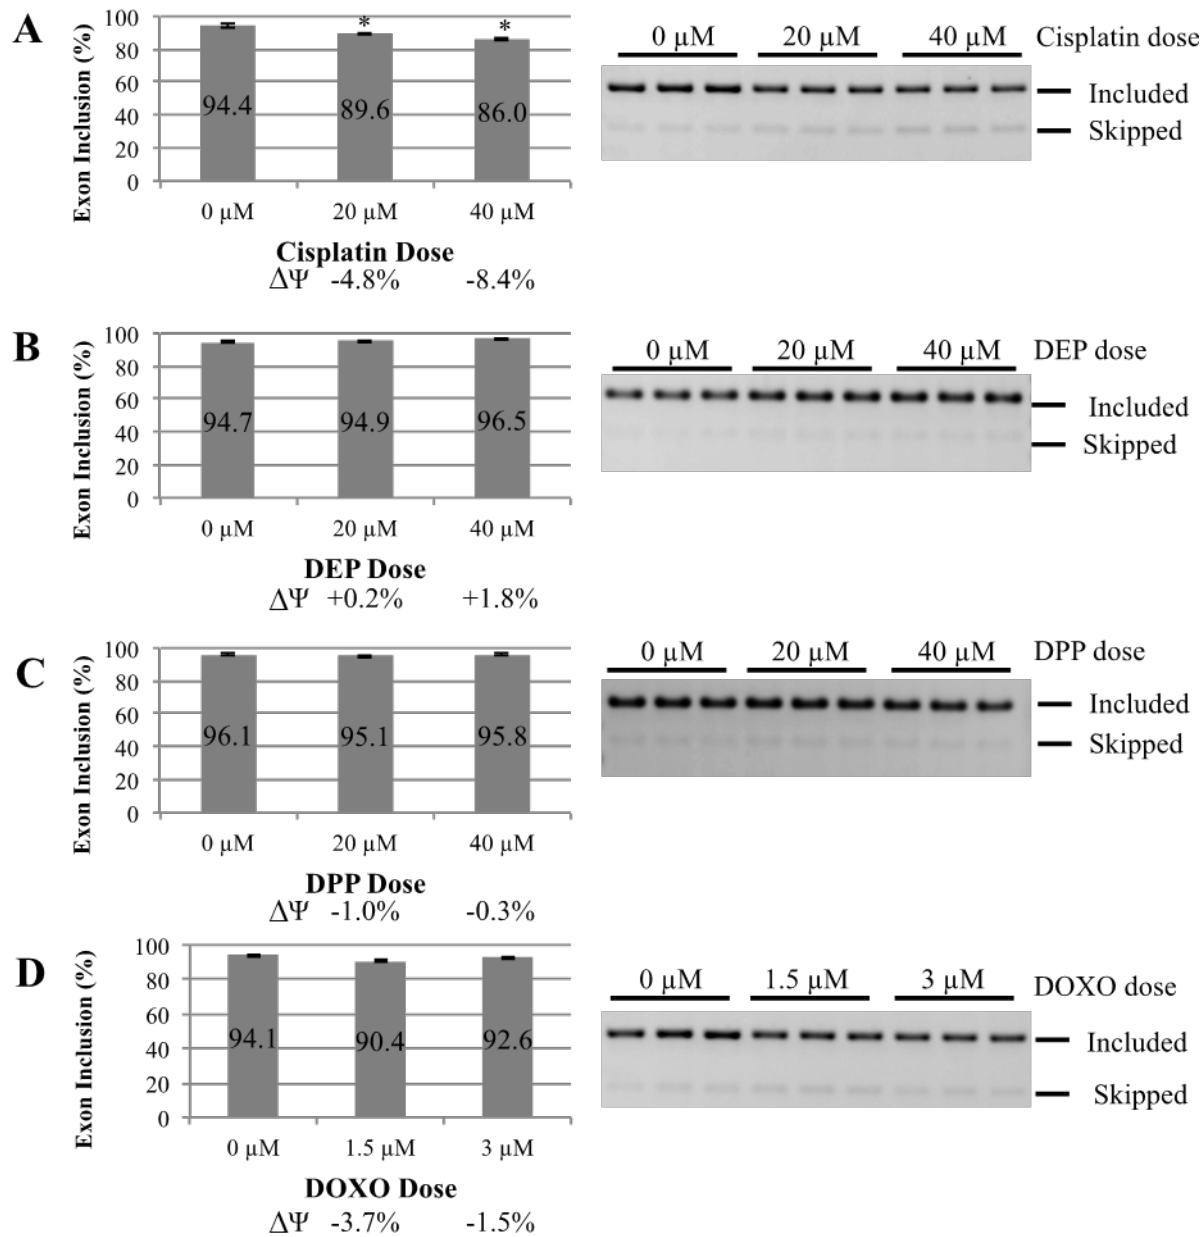 A
Exon Inclusion (%)
100
80
60
40
20
0
*
*
94.4
89.6
86.0
0 µM
20 µM
40 µM
Cisplatin Dose
ΔΨ -4.8% -8.4%
0 µM 20 µM 40 µM Cisplatin dose
Included
Skipped
B
Exon Inclusion (%)
100
80
60
40
20
0
94.7
94.9
96.5
0 µM
20 µM
40 µM
DEP Dose
ΔΨ +0.2% +1.8%
0 µM 20 µM 40 µM DEP dose
Included
Skipped
C
Exon Inclusion (%)
100
80
60
40
20
0
96.1
95.1
95.8
0 µM
20 µM
40 µM
DPP Dose
ΔΨ -1.0% -0.3%
0 µM 20 µM 40 µM DPP dose
Included
Skipped
D
Exon Inclusion (%)
100
80
60
40
20
0
94.1
90.4
92.6
0 µM
1.5 µM
3 µM
DOXO Dose
ΔΨ -3.7% -1.5%
0 µM 1.5 µM 3 µM DOXO dose
Included
Skipped